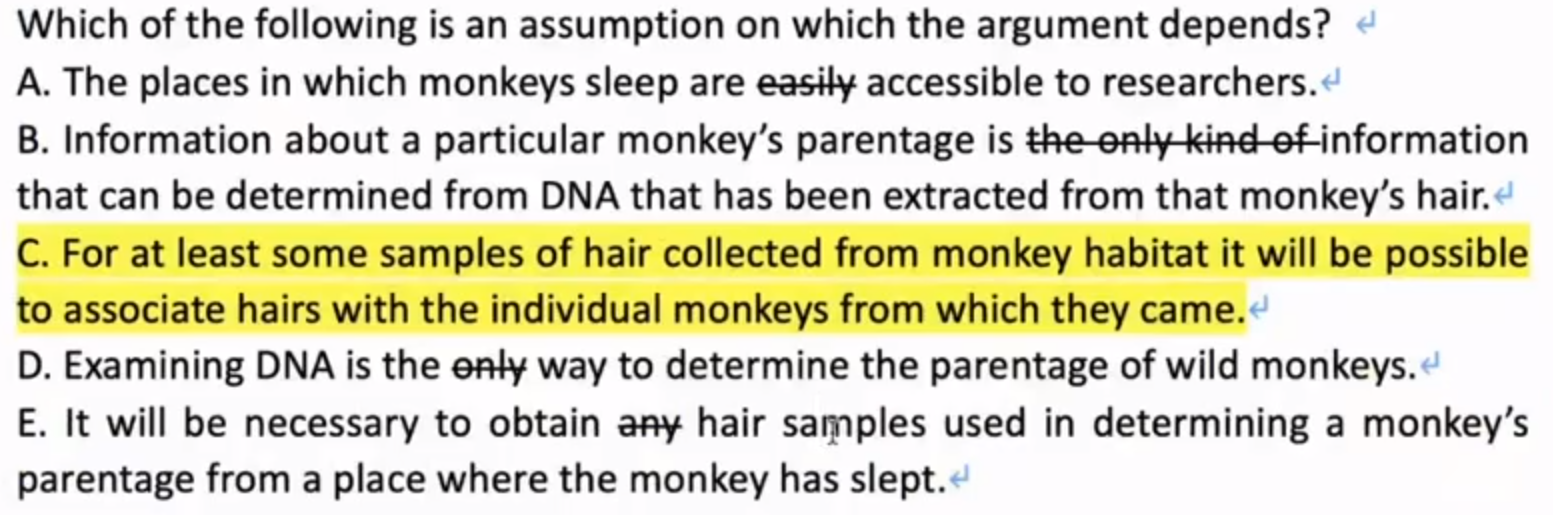 Which of the following is an assumption on which the argument depends?
A. The places in which monkeys sleep are easily accessible to researchers.
B. Information about a particular monkey's parentage is the only kind of information
that can be determined from DNA that has been extracted from that monkey's hair.
C. For at least some samples of hair collected from monkey habitat it will be possible
to associate hairs with the individual monkeys from which they came.
D. Examining DNA is the only way to determine the parentage of wild monkeys.
E. It will be necessary to obtain any hair samples used in determining a monkey's
parentage from a place where the monkey has slept.